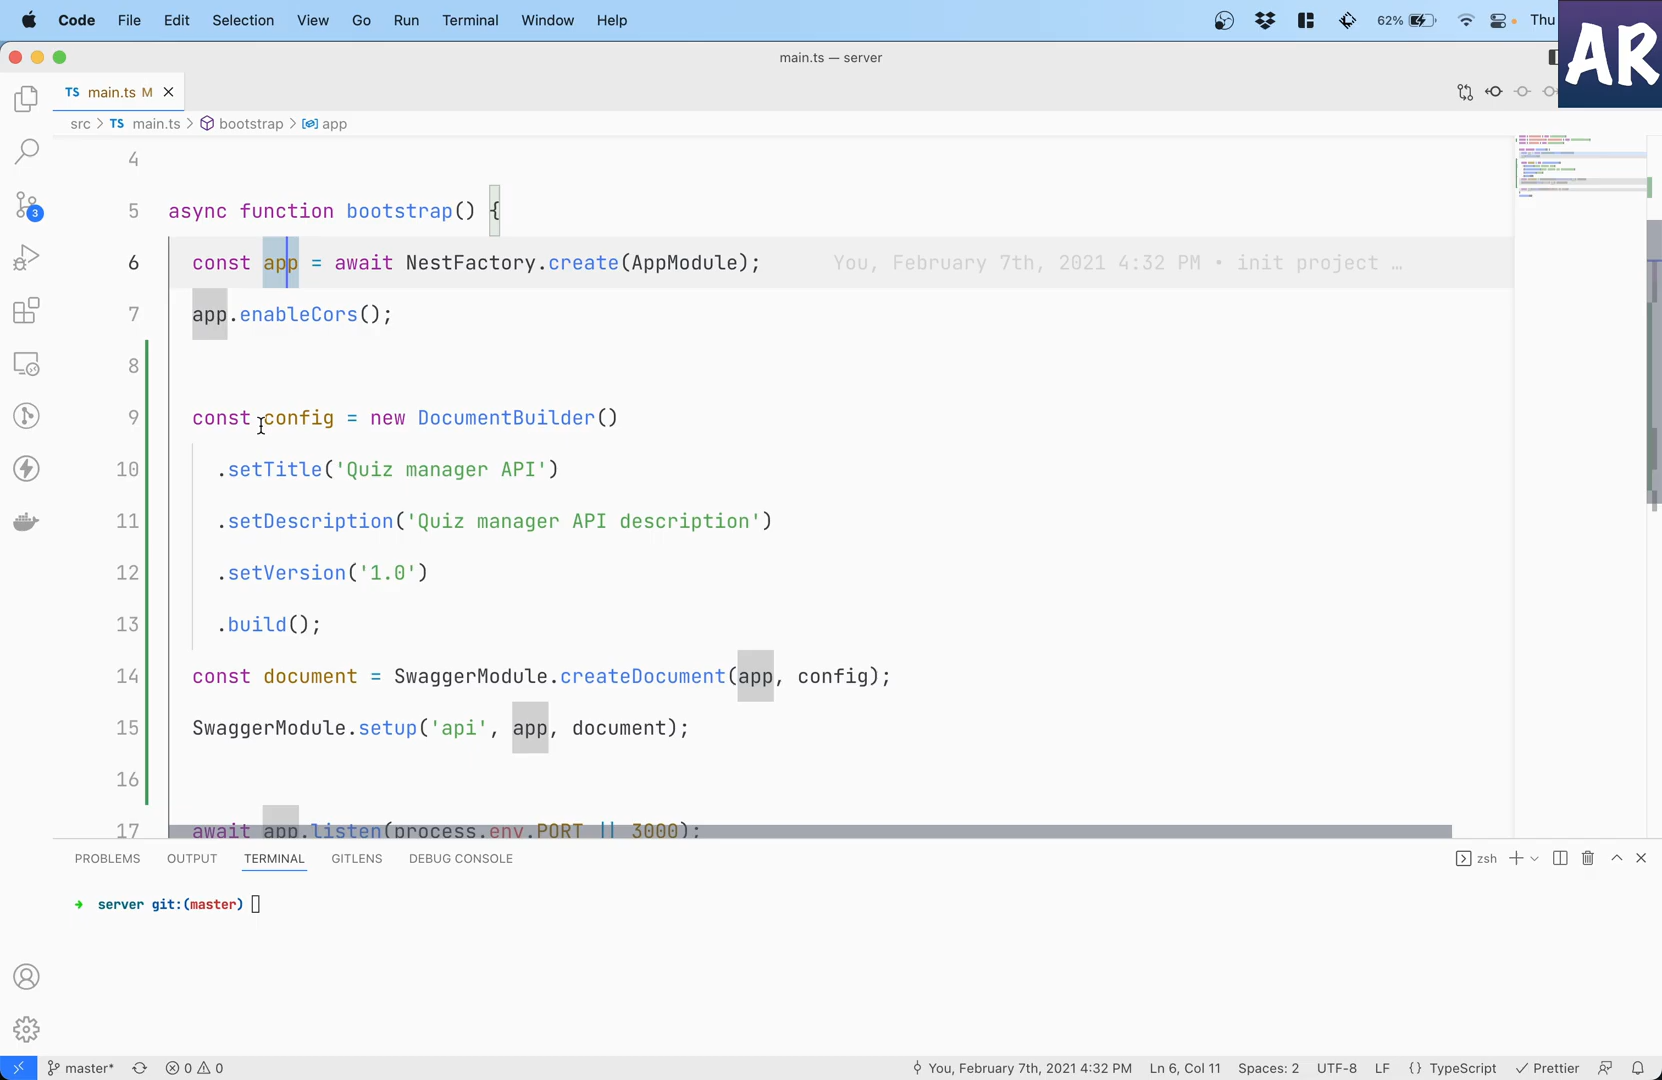 Code File Edit Selection View Go Run Terminal Window Help 62% Thu
AR
main.ts — server
TS main.ts M
src > TS main.ts > bootstrap > app
4
5 async function bootstrap() {
6 const app = await NestFactory.create(AppModule); You, February 7th, 2021 4:32 PM • init project …
7 app.enableCors();
8
9 const config = new DocumentBuilder()
10 .setTitle('Quiz manager API')
11 .setDescription('Quiz manager API description')
12 .setVersion('1.0')
13 .build();
14 const document = SwaggerModule.createDocument(app, config);
15 SwaggerModule.setup('api', app, document);
16
17 await app.listen(process.env.PORT || 3000);
3
PROBLEMS OUTPUT TERMINAL GITLENS DEBUG CONSOLE zsh
server git:(master)
master* 0 0 You, February 7th, 2021 4:32 PM Ln 6, Col 11 Spaces: 2 UTF-8 LF {} TypeScript Prettier